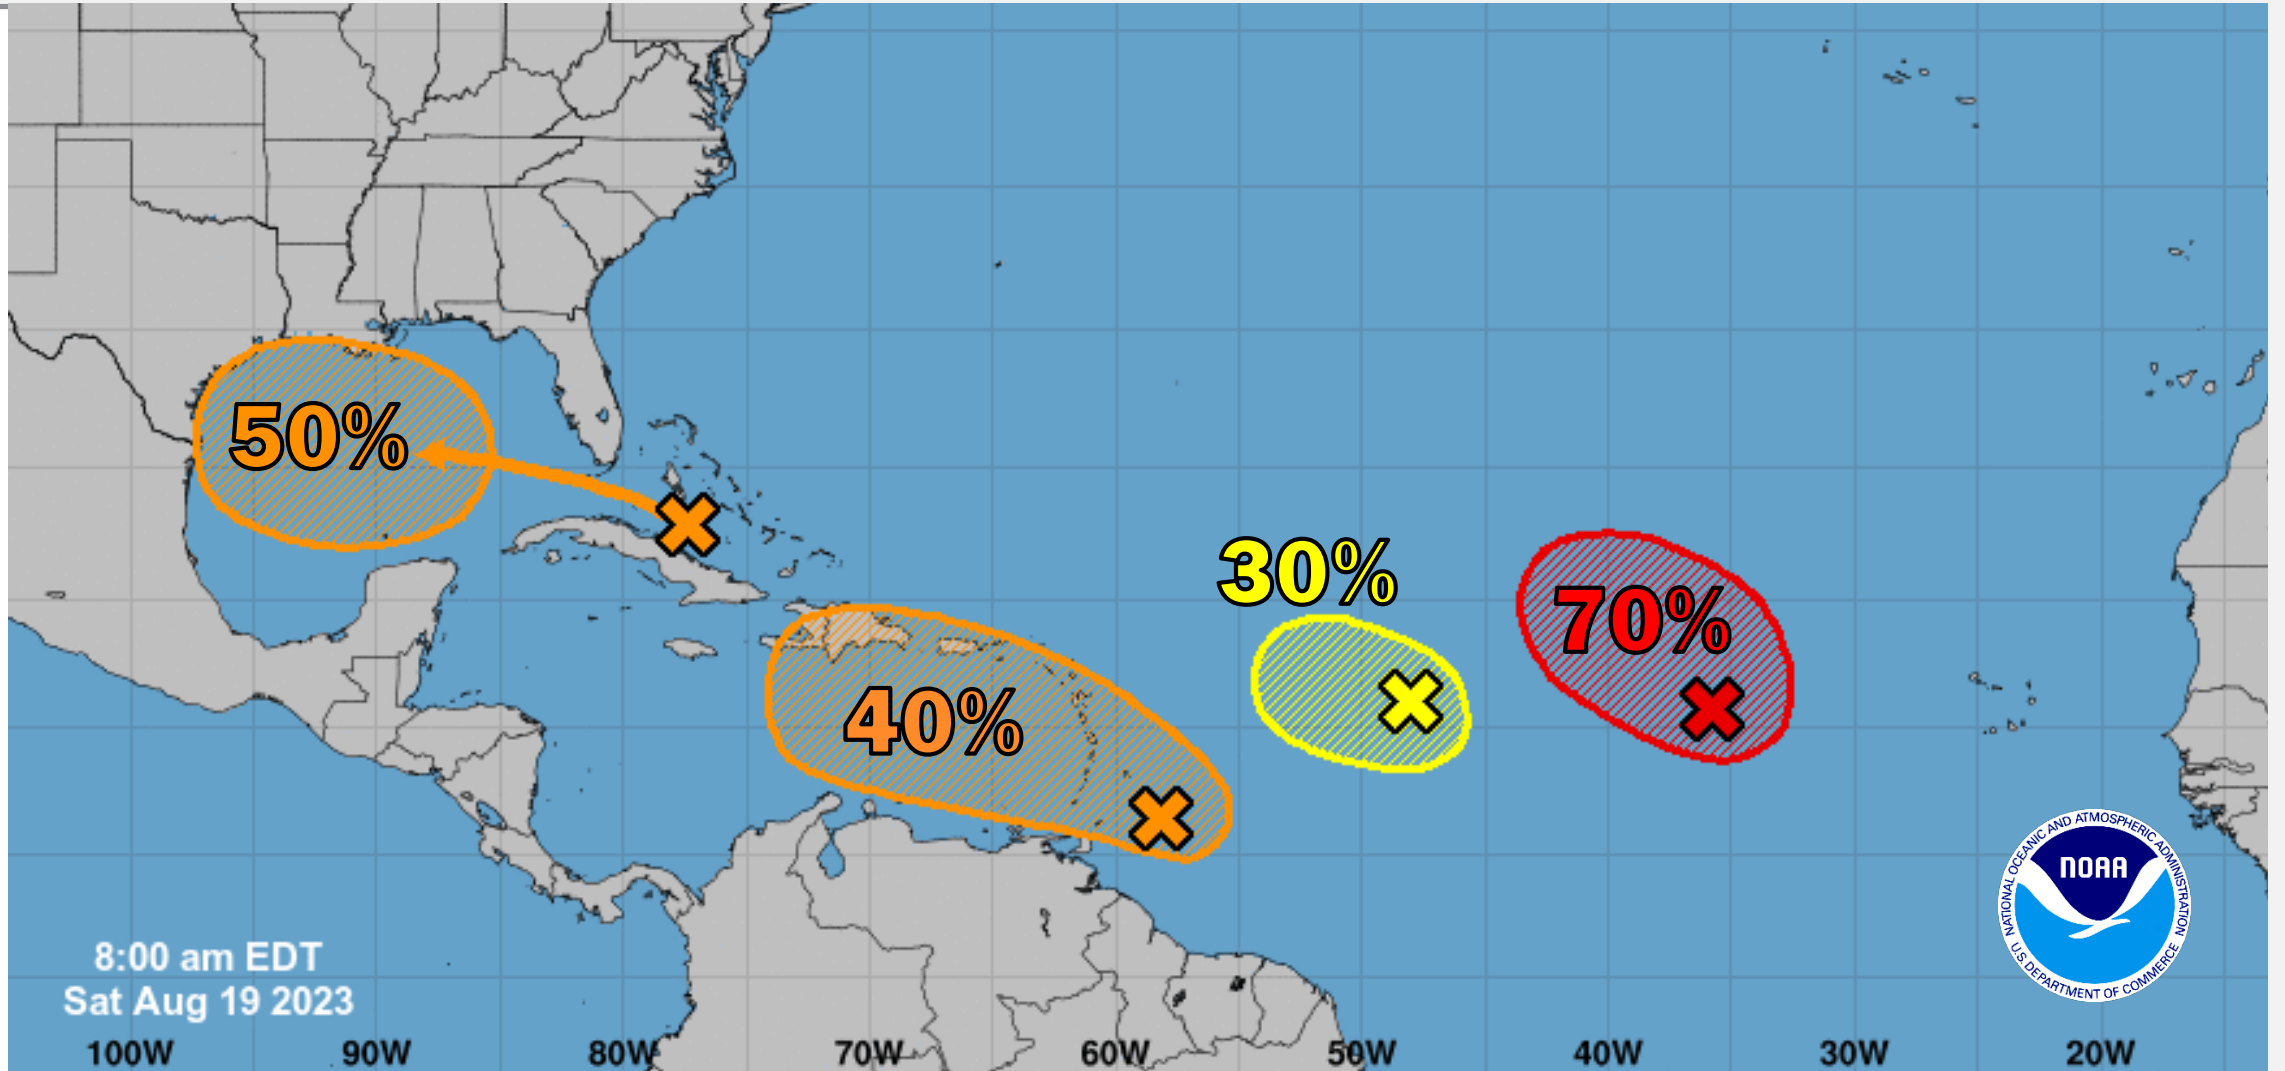 50%
30%
70%
40%
NOAA
NATIONAL OCEANIC AND ATMOSPHERIC ADMINISTRATION
U.S. DEPARTMENT OF COMMERCE
8:00 am EDT
Sat Aug 19 2023
100W 90W 80W 70W 60W 50W 40W 30W 20W